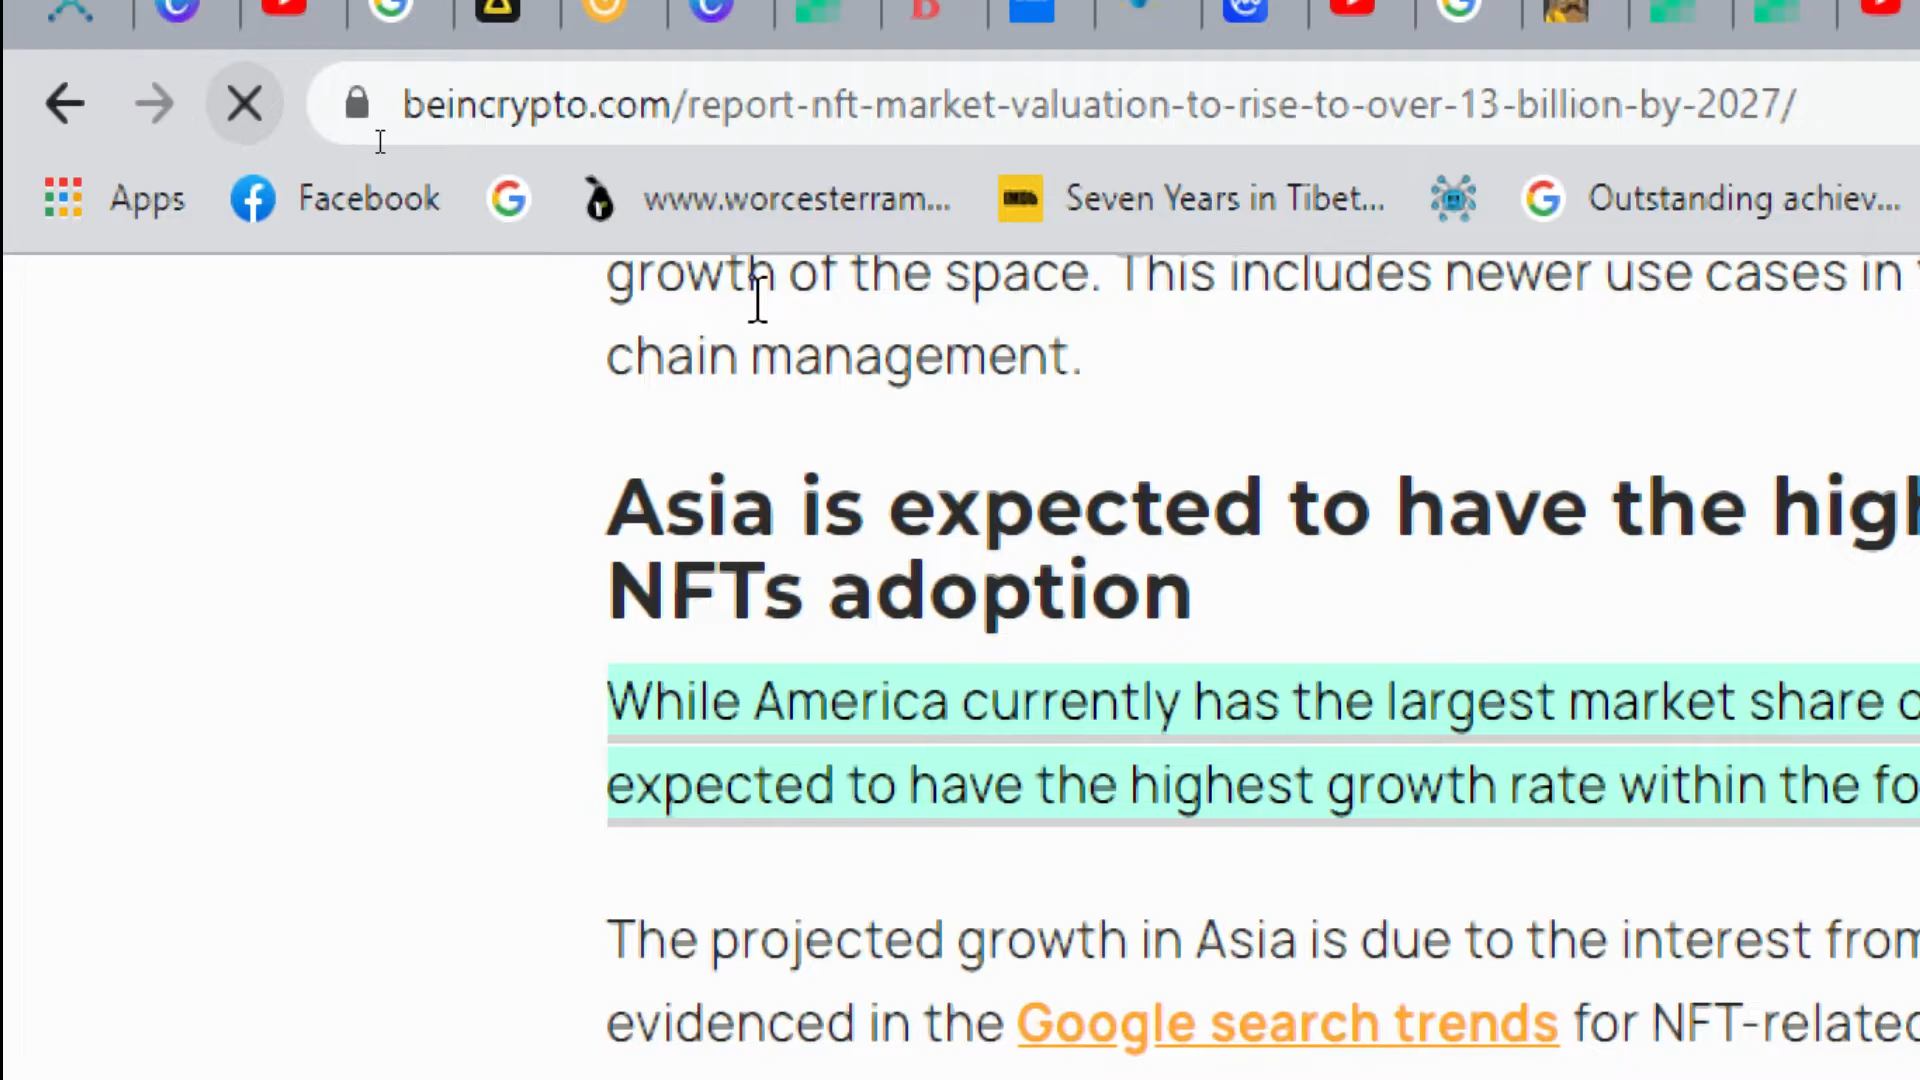 beincrypto.com/report-nft-market-valuation-to-rise-to-over-13-billion-by-2027/
Apps Facebook www.worcesterram... Seven Years in Tibet... Outstanding achiev...
growth of the space. This includes newer use cases in
chain management.
Asia is expected to have the high
NFTs adoption
While America currently has the largest market share
expected to have the highest growth rate within the fo
The projected growth in Asia is due to the interest from
evidenced in the Google search trends for NFT-related